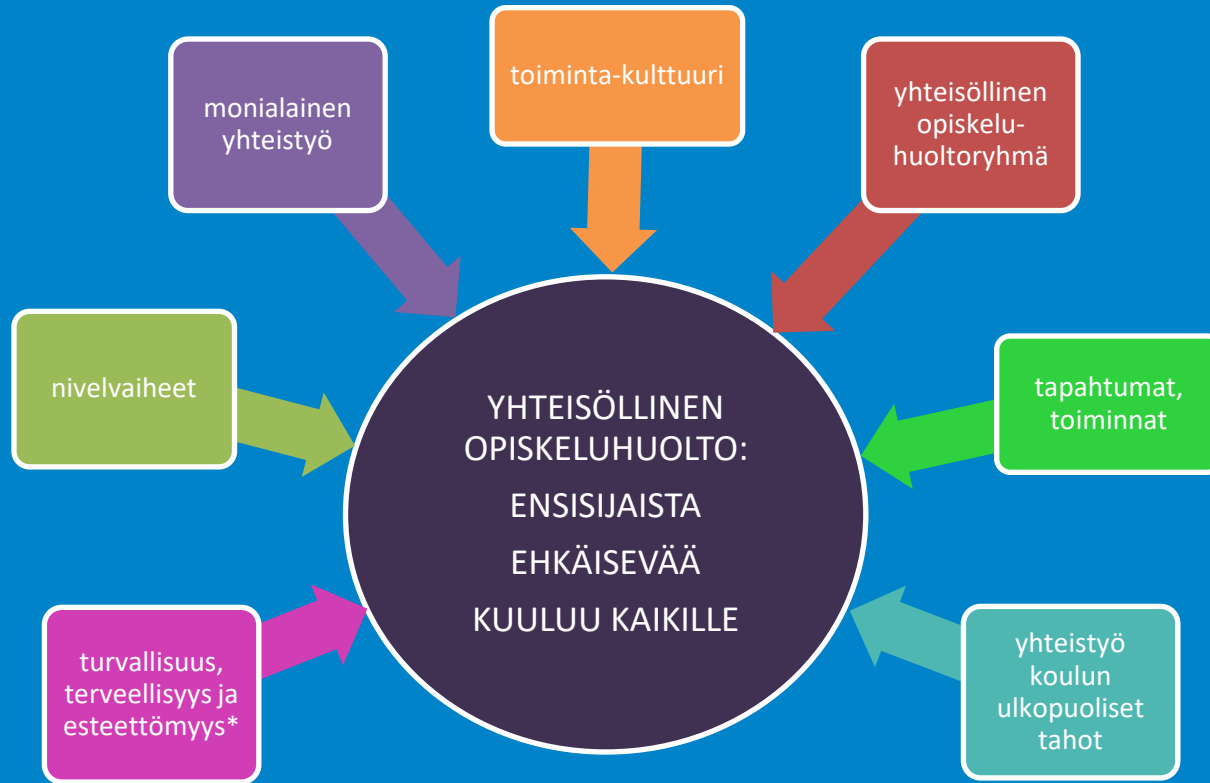 toiminta-kulttuuri
monialainen
yhteistyö
yhteisöllinen
opiskelu-
huoltoryhmä
nivelvaiheet
tapahtumat,
toiminnat
YHTEISÖLLINEN
OPISKELUHUOLTO:
ENSISIJAISTA
EHKÄISEVÄÄ
KUULUU KAIKILLE
turvallisuus,
terveellisyys ja
esteettömyys*
yhteistyö
koulun
ulkopuoliset
tahot